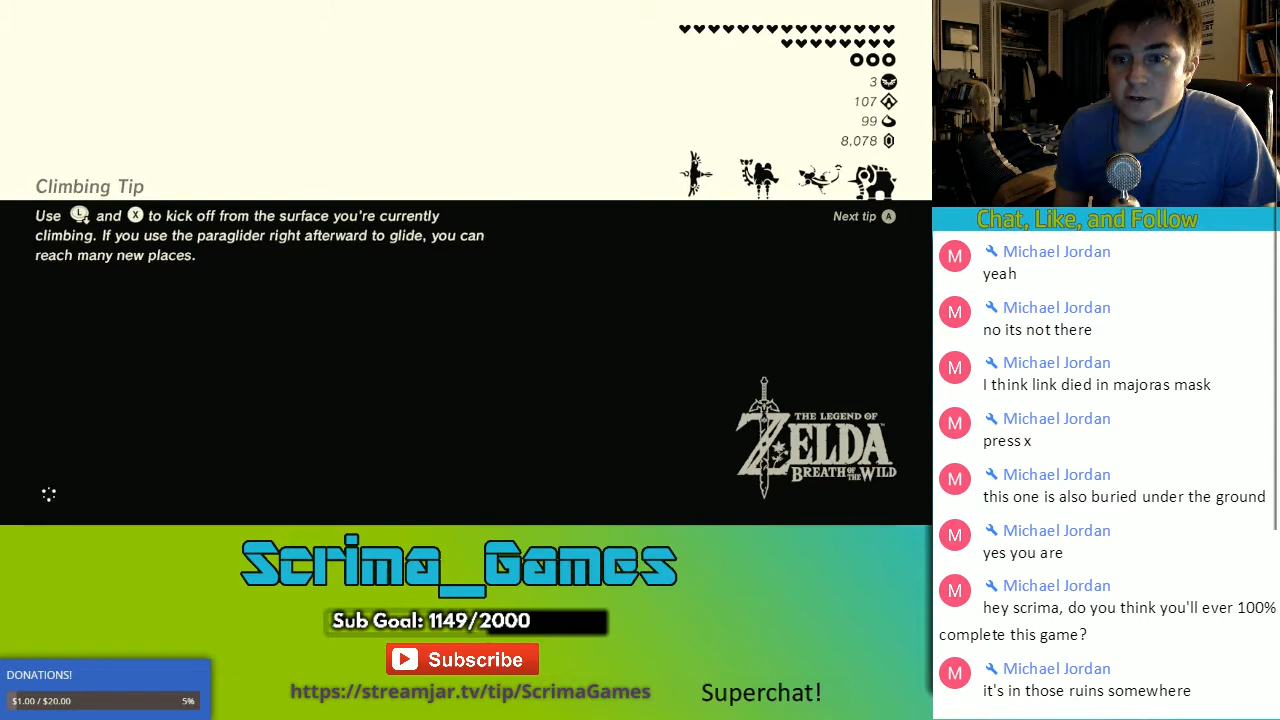 3
107
99
8,078
Climbing Tip
Use L and X to kick off from the surface you're currently
climbing. If you use the paraglider right afterward to glide, you can
reach many new places.
Next tip A
THE LEGEND OF
ZELDA
BREATH OF THE WILD
Scrima_Games
Sub Goal: 1149/2000
Subscribe
https://streamjar.tv/tip/ScrimaGames
Superchat!
DONATIONS!
$1.00 / $20.00
5%
Chat, Like, and Follow
M Michael Jordan
yeah
M Michael Jordan
no its not there
M Michael Jordan
I think link died in majoras mask
M Michael Jordan
press x
M Michael Jordan
this one is also buried under the ground
M Michael Jordan
yes you are
M Michael Jordan
hey scrima, do you think you'll ever 100%
complete this game?
M Michael Jordan
it's in those ruins somewhere